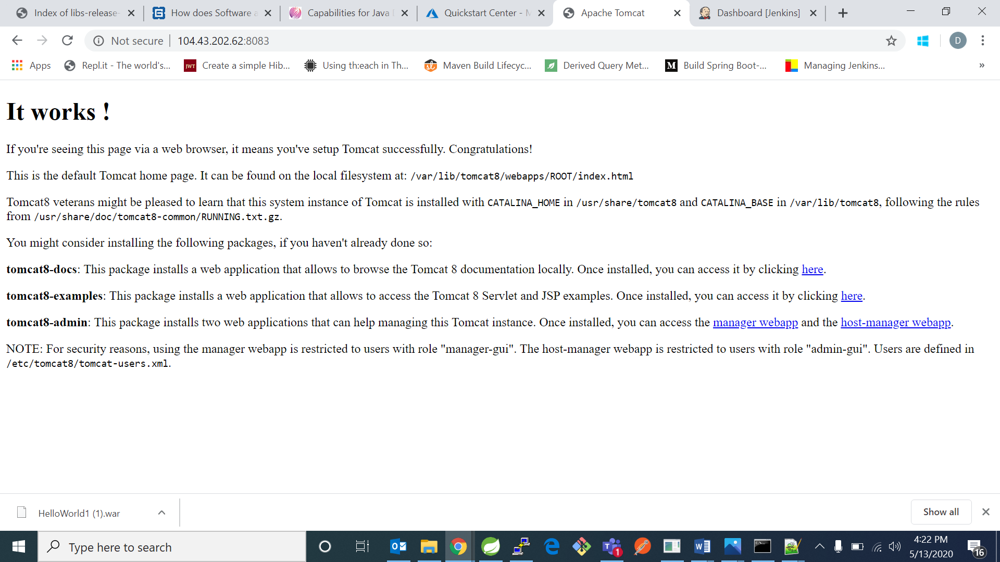 Index of libs-release-
How does Software a
Capabilities for Java
Quickstart Center - M
Apache Tomcat
Dashboard [Jenkins]
Not secure
104.43.202.62:8083
D
Apps
Repl.it - The world's...
JWT
Create a simple Hib...
Using th:each in Th...
Maven Build Lifecyc...
Derived Query Met...
M
Build Spring Boot-...
Managing Jenkins...
»
It works !
If you're seeing this page via a web browser, it means you've setup Tomcat successfully. Congratulations!
This is the default Tomcat home page. It can be found on the local filesystem at: /var/lib/tomcat8/webapps/ROOT/index.html
Tomcat8 veterans might be pleased to learn that this system instance of Tomcat is installed with CATALINA_HOME in /usr/share/tomcat8 and CATALINA_BASE in /var/lib/tomcat8, following the rules
from /usr/share/doc/tomcat8-common/RUNNING.txt.gz.
You might consider installing the following packages, if you haven't already done so:
tomcat8-docs: This package installs a web application that allows to browse the Tomcat 8 documentation locally. Once installed, you can access it by clicking here.
tomcat8-examples: This package installs a web application that allows to access the Tomcat 8 Servlet and JSP examples. Once installed, you can access it by clicking here.
tomcat8-admin: This package installs two web applications that can help managing this Tomcat instance. Once installed, you can access the manager webapp and the host-manager webapp.
NOTE: For security reasons, using the manager webapp is restricted to users with role "manager-gui". The host-manager webapp is restricted to users with role "admin-gui". Users are defined in
/etc/tomcat8/tomcat-users.xml.
HelloWorld1 (1).war
Show all
Type here to search
1
4:22 PM
5/13/2020
16